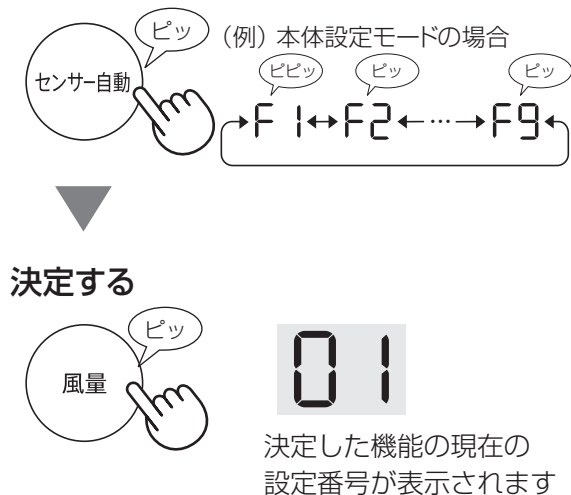 ピッ
(例) 本体設定モードの場合
センサー自動
ピピッ ピッ ピッ
F1↔F2←…→F9
決定する
ピッ
風量
01
決定した機能の現在の
設定番号が表示されます